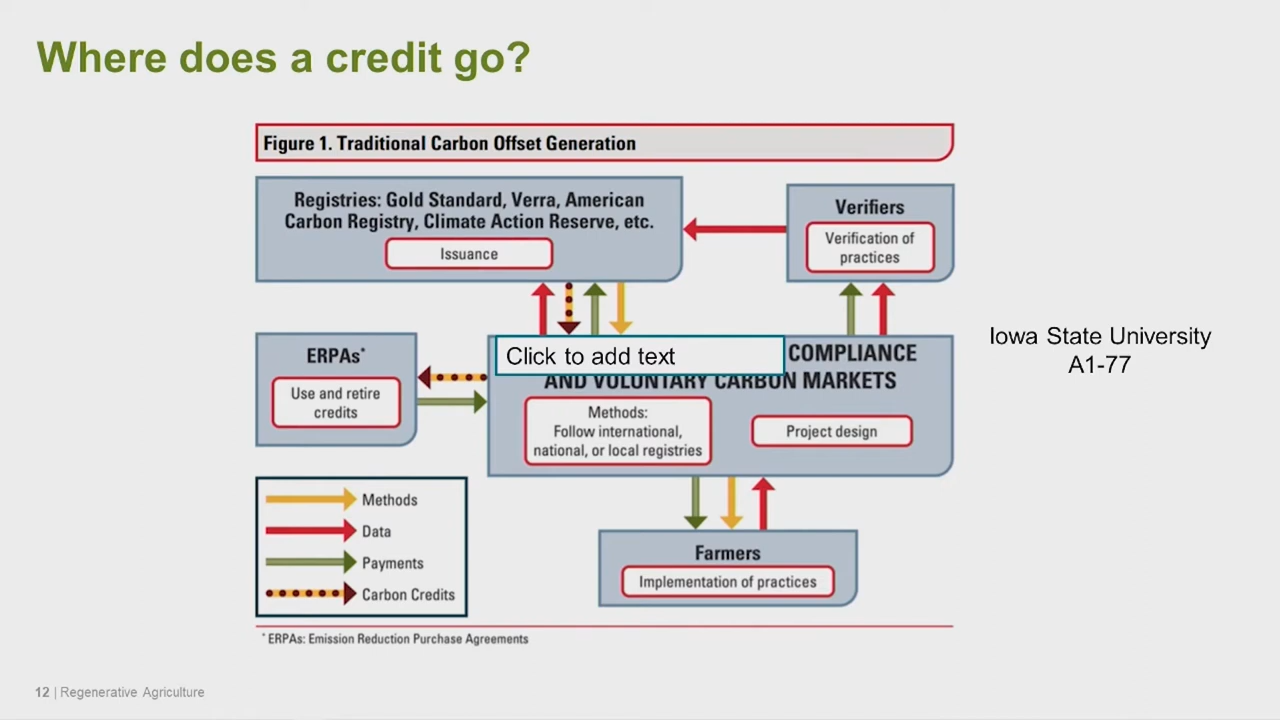 Where does a credit go?
Figure 1. Traditional Carbon Offset Generation
Registries: Gold Standard, Verra, American
Carbon Registry, Climate Action Reserve, etc.
Issuance
Verifiers
Verification of
practices
ERPAs*
Use and retire
credits
Click to add text
COMPLIANCE
AND VOLUNTARY CARBON MARKETS
Methods:
Follow international,
national, or local registries
Project design
Iowa State University
A1-77
Methods
Data
Payments
Carbon Credits
Farmers
Implementation of practices
* ERPAs: Emission Reduction Purchase Agreements
12 | Regenerative Agriculture